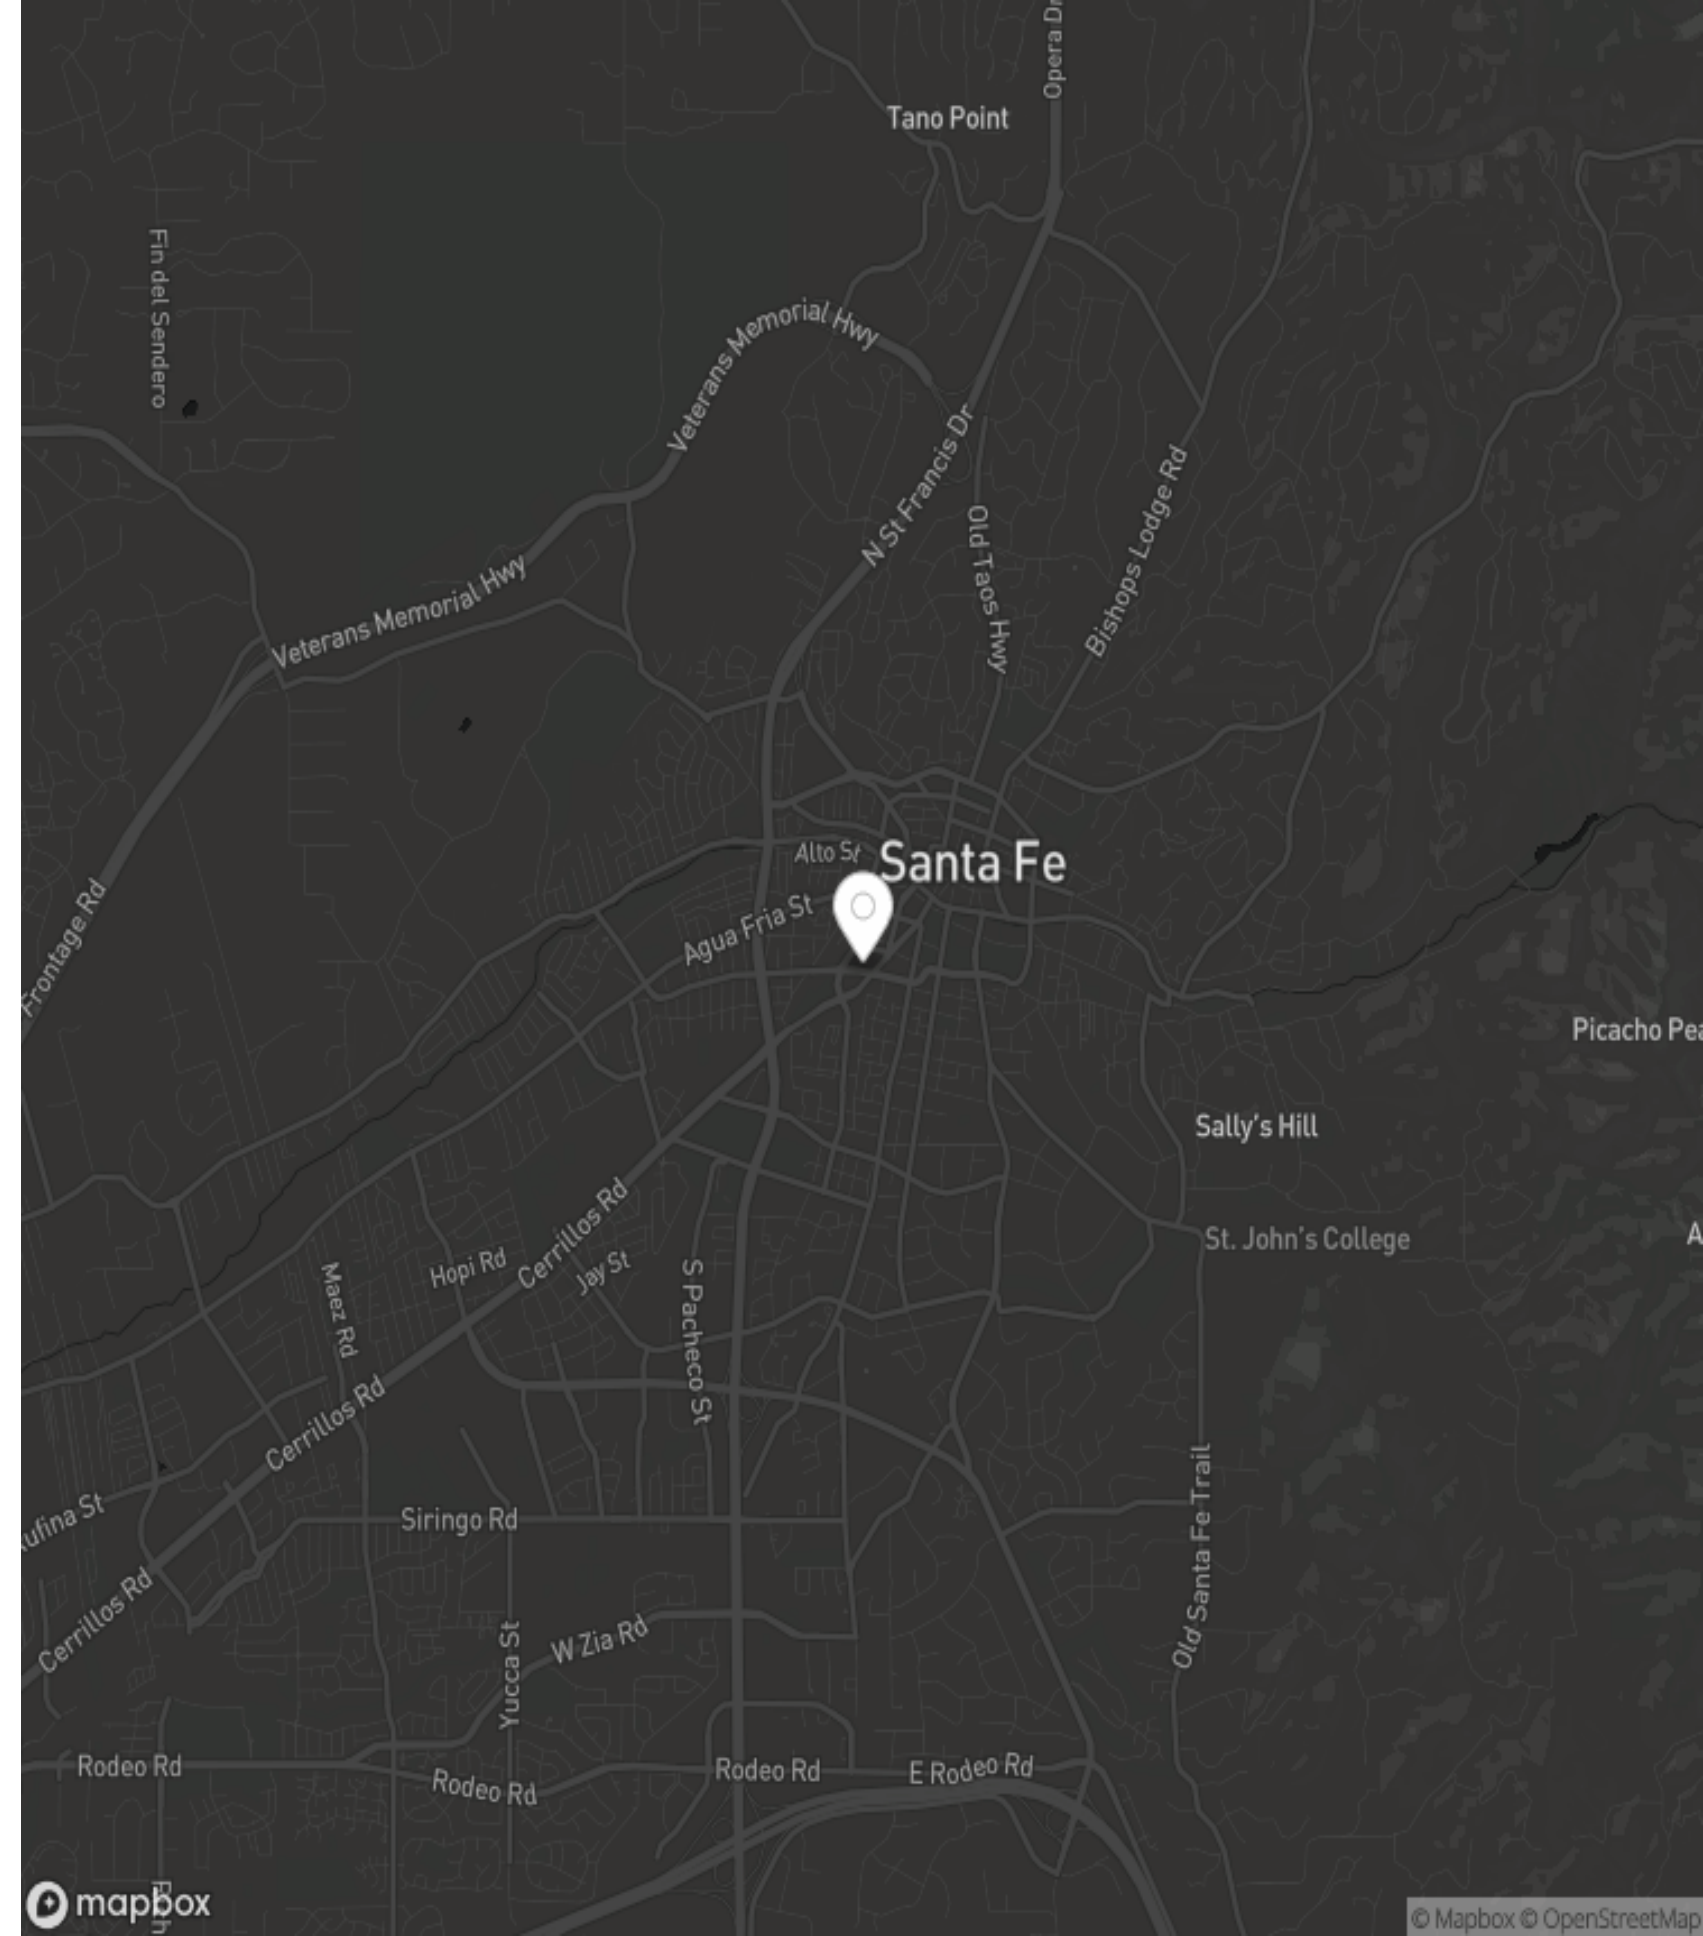 Opera Dr
Tano Point
Fin del Sendero
Veterans Memorial Hwy
N St Francis Dr
Old Taos Hwy
Bishops Lodge Rd
Veterans Memorial Hwy
Alto St
Santa Fe
Agua Fria St
Frontage Rd
Picacho Pea
Sally's Hill
St. John's College
A
Cerrillos Rd
Hopi Rd
Jay St
Maez Rd
S Pacheco St
Cerrillos Rd
Old Santa Fe Trail
ufina St
Siringo Rd
Cerrillos Rd
Yucca St
W Zia Rd
Rodeo Rd
Rodeo Rd
Rodeo Rd
E Rodeo Rd
mapbox
© Mapbox © OpenStreetMap